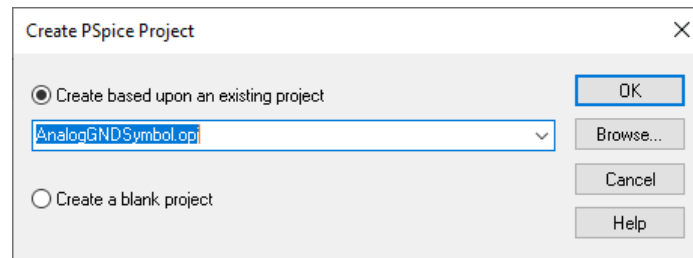 Create PSpice Project
Create based upon an existing project
OK
AnalogGNDSymbol.opj
Browse...
Cancel
Create a blank project
Help